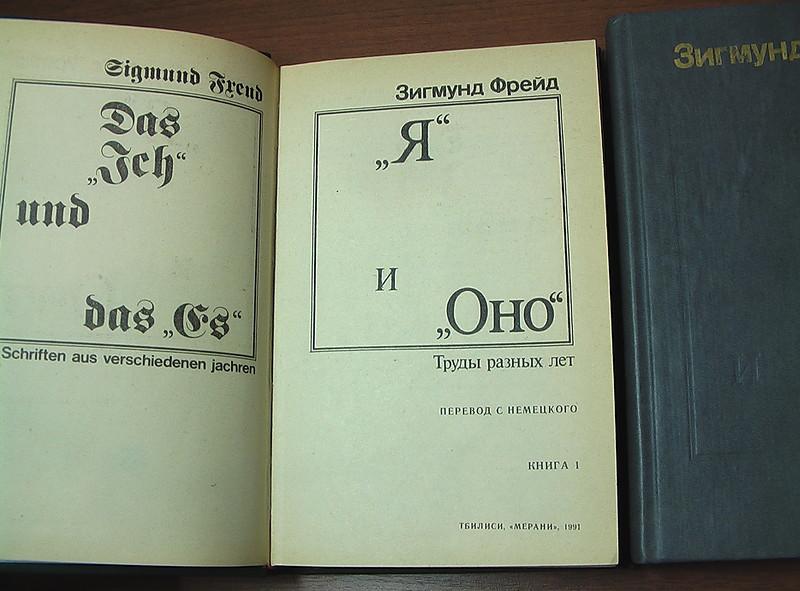 Sigmund Freud
Das
„Ich“
und
das „Es“
Schriften aus verschiedenen jachren
Зигмунд Фрейд
„Я“
и
„Оно“
Труды разных лет
ПЕРЕВОД С НЕМЕЦКОГО
КНИГА 1
ТБИЛИСИ, «МЕРАНИ», 1991
Зигмунд
И